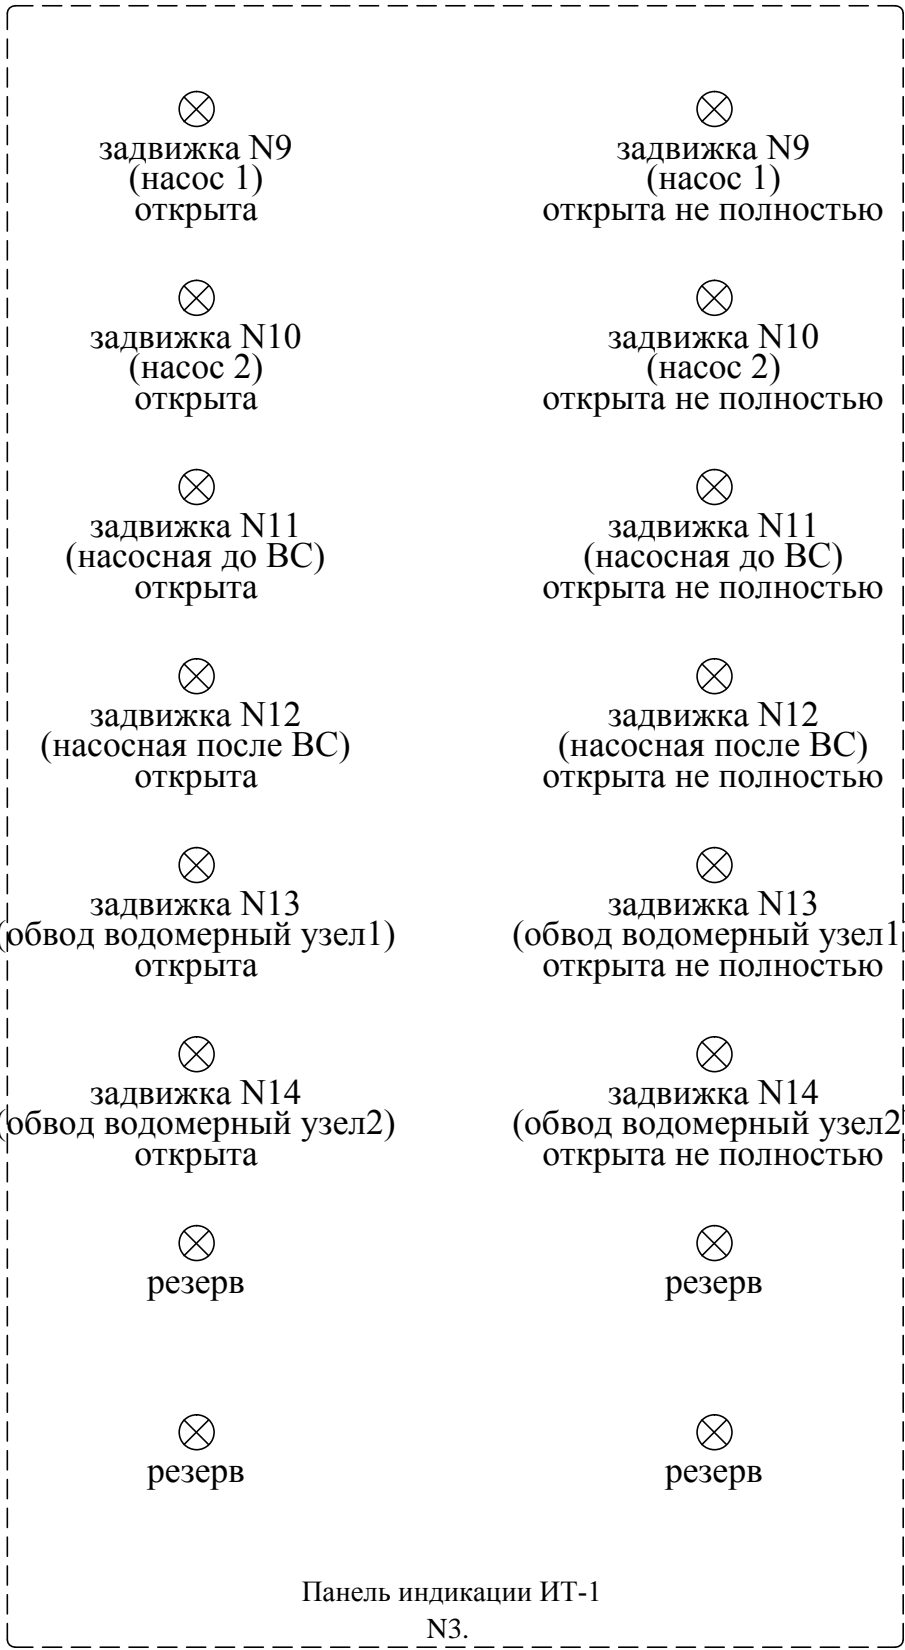 задвижка N9
(насос 1)
открыта
задвижка N9
(насос 1)
открыта не полностью
задвижка N10
(насос 2)
открыта
задвижка N10
(насос 2)
открыта не полностью
задвижка N11
(насосная до ВС)
открыта
задвижка N11
(насосная до ВС)
открыта не полностью
задвижка N12
(насосная после ВС)
открыта
задвижка N12
(насосная после ВС)
открыта не полностью
задвижка N13
(обвод водомерный узел1)
открыта
задвижка N13
(обвод водомерный узел1)
открыта не полностью
задвижка N14
(обвод водомерный узел2)
открыта
задвижка N14
(обвод водомерный узел2)
открыта не полностью
резерв
резерв
резерв
резерв
Панель индикации ИТ-1
N3.